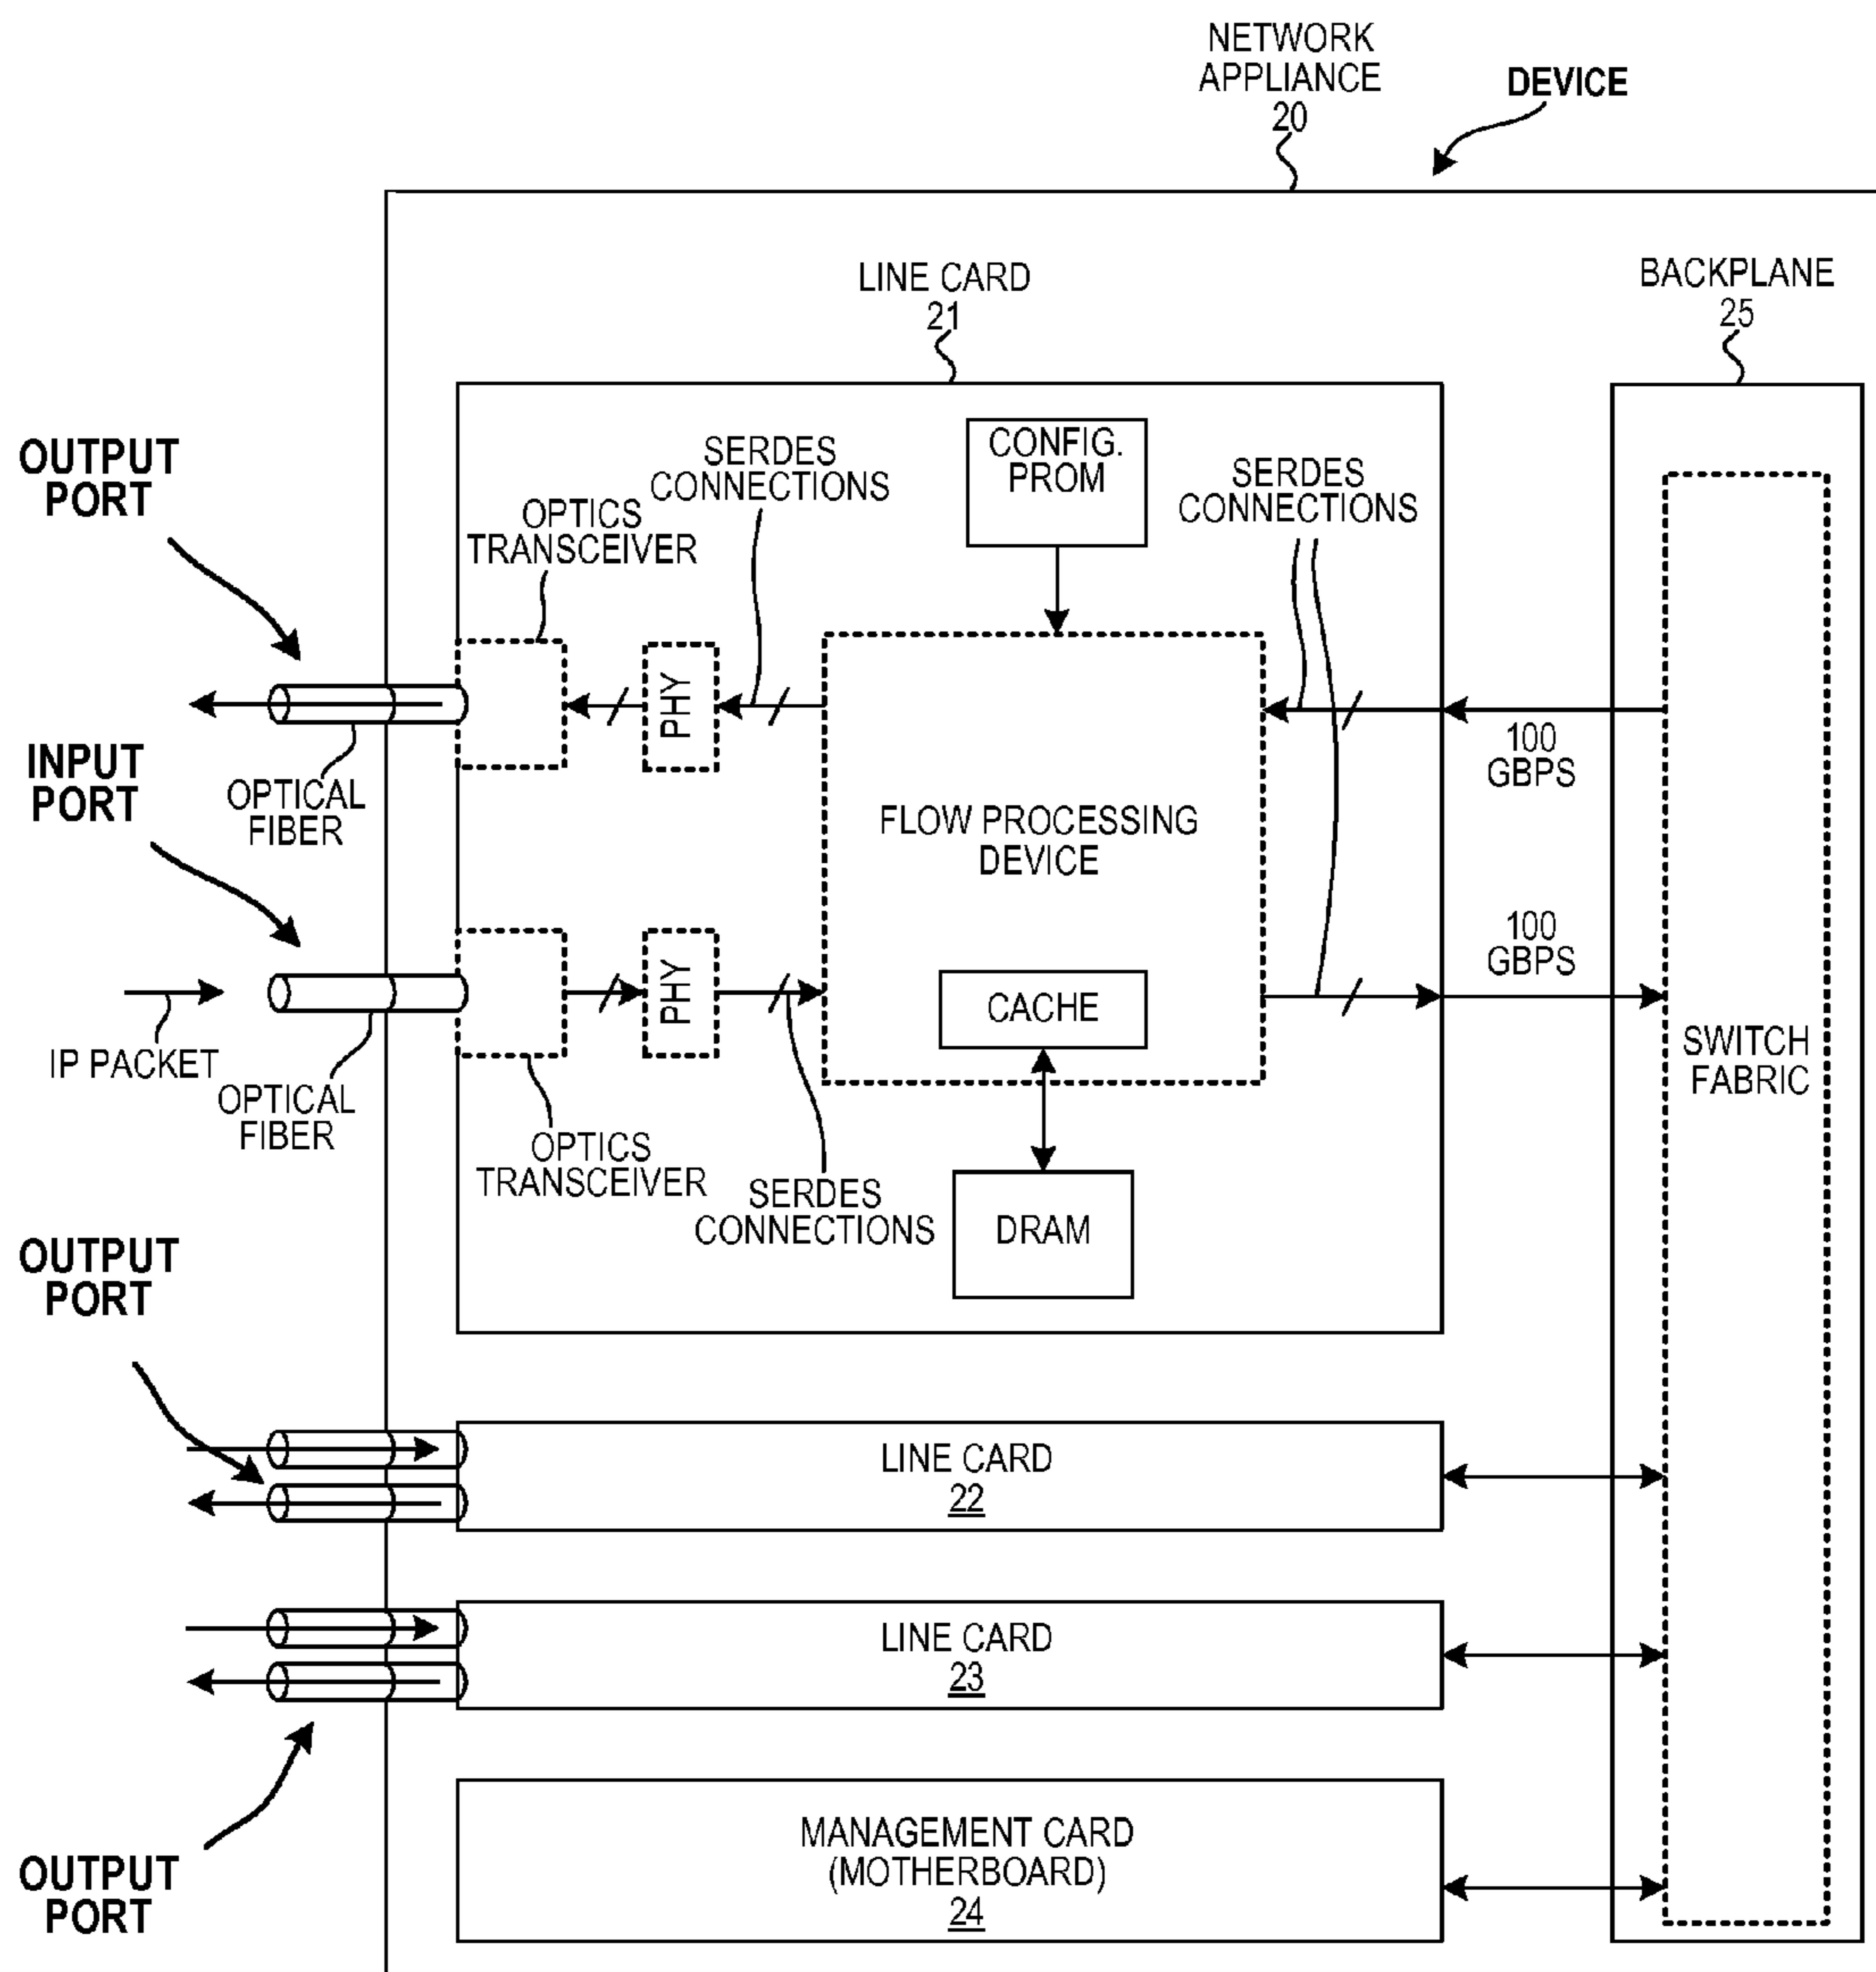 NETWORK
APPLIANCE
20
DEVICE
LINE CARD
21
BACKPLANE
25
OUTPUT
PORT
OPTICS
TRANSCEIVER
SERDES
CONNECTIONS
CONFIG.
PROM
SERDES
CONNECTIONS
PHY
100
GBPS
INPUT
PORT
OPTICAL
FIBER
FLOW PROCESSING
DEVICE
100
GBPS
PHY
CACHE
IP PACKET
OPTICAL
FIBER
SWITCH
FABRIC
OPTICS
TRANSCEIVER
SERDES
CONNECTIONS
DRAM
OUTPUT
PORT
LINE CARD
22
LINE CARD
23
OUTPUT
PORT
MANAGEMENT CARD
(MOTHERBOARD)
24